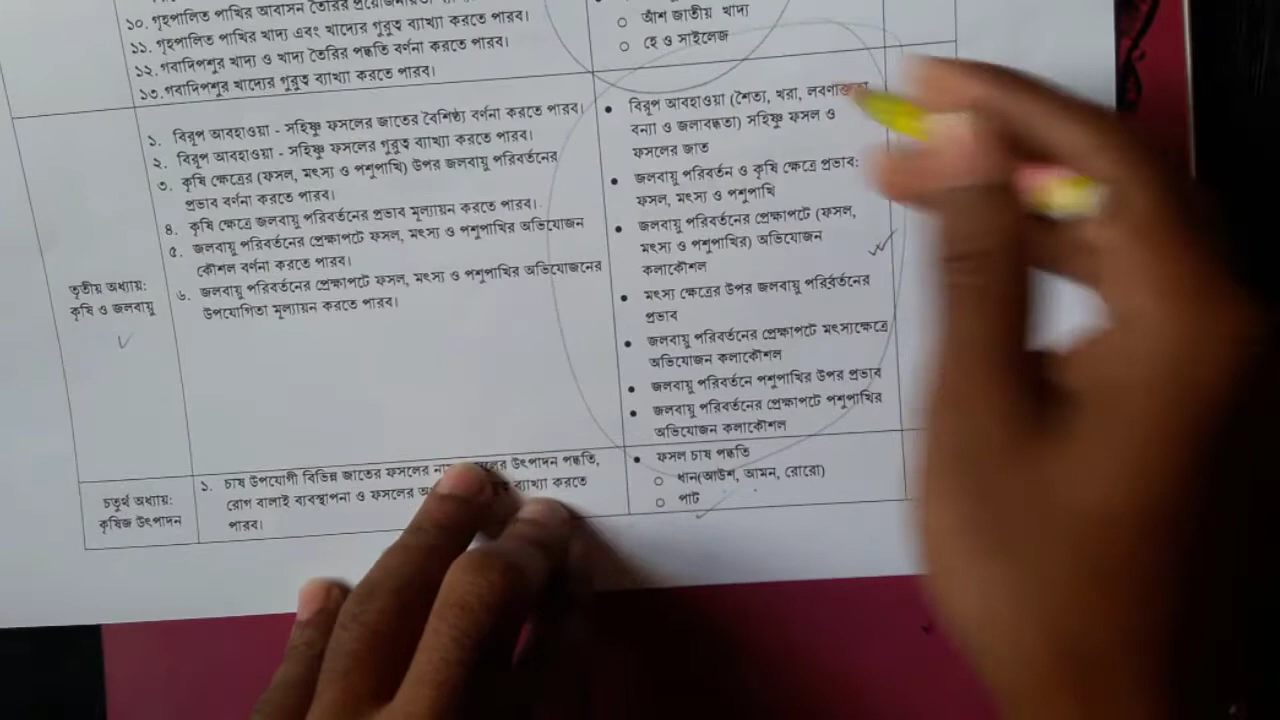 ১০. গৃহপালিত পাখির আবাসন তৈরির
১১. গৃহপালিত পাখির খাদ্য এবং খাদ্যের গুরুত্ব ব্যাখ্যা করতে পারব।
১২. গবাদিপশুর খাদ্য ও খাদ্য তৈরির পদ্ধতি বর্ণনা করতে পারব।
১৩. গবাদিপশুর খাদ্যের গুরুত্ব ব্যাখ্যা করতে পারব।
○ আঁশ জাতীয় খাদ্য
○ হে ও সাইলেজ
তৃতীয় অধ্যায়:
কৃষি ও জলবায়ু
১. বিরূপ আবহাওয়া - সহিষ্ণু ফসলের জাতের বৈশিষ্ঠ্য বর্ণনা করতে পারব।
২. বিরূপ আবহাওয়া - সহিষ্ণু ফসলের গুরুত্ব ব্যাখ্যা করতে পারব।
৩. কৃষি ক্ষেত্রের (ফসল, মৎস্য ও পশুপাখি) উপর জলবায়ু পরিবর্তনের
প্রভাব বর্ণনা করতে পারব।
৪. কৃষি ক্ষেত্রে জলবায়ু পরিবর্তনের প্রভাব মূল্যায়ন করতে পারব।.
৫. জলবায়ু পরিবর্তনের প্রেক্ষাপটে ফসল, মৎস্য ও পশুপাখির অভিযোজন
কৌশল বর্ণনা করতে পারব।
৬. জলবায়ু পরিবর্তনের প্রেক্ষাপটে ফসল, মৎস্য ও পশুপাখির অভিযোজনের
উপযোগিতা মূল্যায়ন করতে পারব।
• বিরূপ আবহাওয়া (শৈত্য, খরা,
বন্যা ও জলাবদ্ধতা) সহিষ্ণু ফসল ও
ফসলের জাত
• জলবায়ু পরিবর্তন ও কৃষি ক্ষেত্রে প্রভাব:
ফসল, মৎস্য ও পশুপাখি
• জলবায়ু পরিবর্তনের প্রেক্ষাপটে (ফসল,
মৎস্য ও পশুপাখির) অভিযোজন
কলাকৌশল
• মৎস্য ক্ষেত্রের উপর জলবায়ু পরিবর্তনের
প্রভাব
• জলবায়ু পরিবর্তনের প্রেক্ষাপটে মৎস্যক্ষেত্রে
অভিযোজন কলাকৌশল
• জলবায়ু পরিবর্তনে পশুপাখির উপর প্রভাব
• জলবায়ু পরিবর্তনের প্রেক্ষাপটে পশুপাখির
অভিযোজন কলাকৌশল
চতুর্থ অধ্যায়:
কৃষিজ উৎপাদন
১. চাষ উপযোগী বিভিন্ন জাতের ফসলের উৎপাদন পদ্ধতি,
রোগ বালাই ব্যবস্থাপনা ও ফসলের ব্যাখ্যা করতে
পারব।
• ফসল চাষ পদ্ধতি
○ ধান(আউশ, আমন, বোরো)
○ পাট